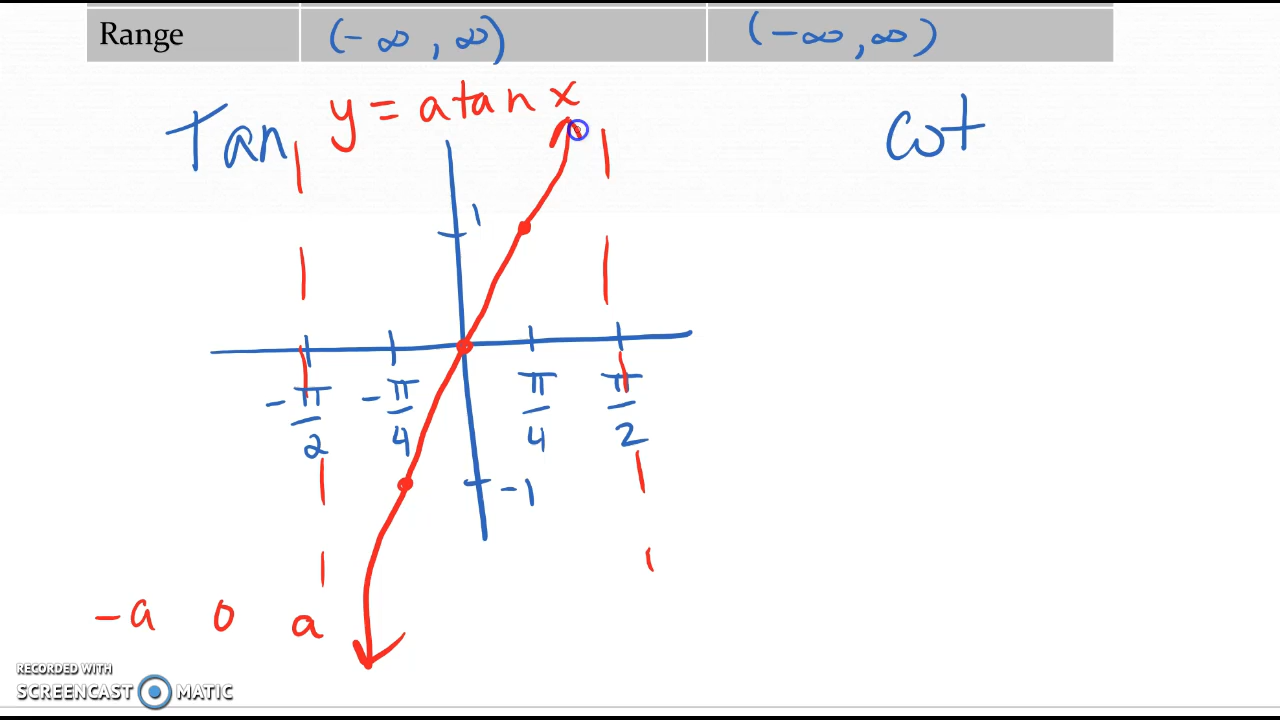 Range (-∞, ∞) (-∞, ∞)
Tan y = a tan x cot
1
-π/2 -π/4 π/4 π/2
-1
-a 0 a
RECORDED WITH
SCREENCAST MATIC